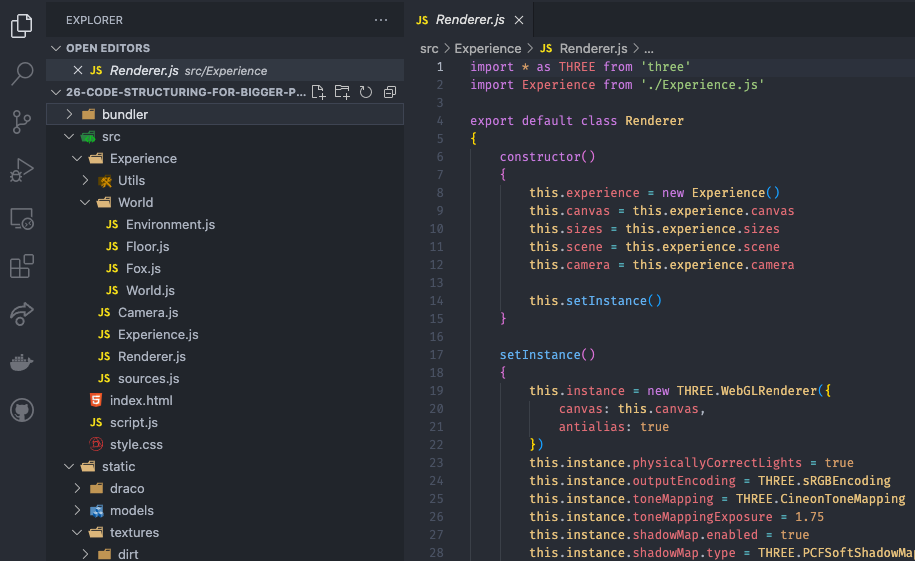 EXPLORER
OPEN EDITORS
JS Renderer.js src/Experience
26-CODE-STRUCTURING-FOR-BIGGER-P...
bundler
src
Experience
Utils
World
JS Environment.js
JS Floor.js
JS Fox.js
JS World.js
JS Camera.js
JS Experience.js
JS Renderer.js
JS sources.js
5 index.html
JS script.js
style.css
static
draco
models
textures
dirt
JS Renderer.js
src > Experience > JS Renderer.js > ...
1 import * as THREE from 'three'
2 import Experience from './Experience.js'
3
4 export default class Renderer
5 {
6 constructor()
7 {
8 this.experience = new Experience()
9 this.canvas = this.experience.canvas
10 this.sizes = this.experience.sizes
11 this.scene = this.experience.scene
12 this.camera = this.experience.camera
13
14 this.setInstance()
15 }
16
17 setInstance()
18 {
19 this.instance = new THREE.WebGLRenderer({
20 canvas: this.canvas,
21 antialias: true
22 })
23 this.instance.physicallyCorrectLights = true
24 this.instance.outputEncoding = THREE.sRGBEncoding
25 this.instance.toneMapping = THREE.CineonToneMapping
26 this.instance.toneMappingExposure = 1.75
27 this.instance.shadowMap.enabled = true
28 this.instance.shadowMap.type = THREE.PCFSoftShadowMap